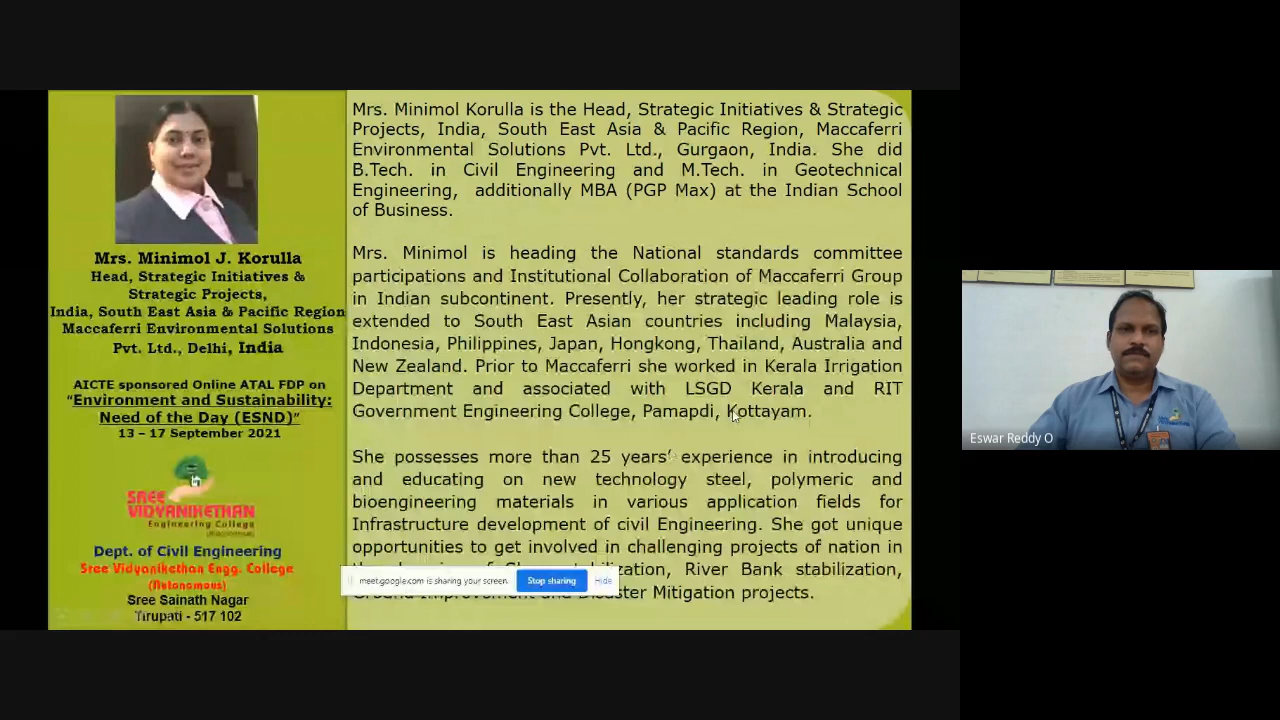 Mrs. Minimol J. Korulla
Head, Strategic Initiatives &
Strategic Projects,
India, South East Asia & Pacific Region
Maccaferri Environmental Solutions
Pvt. Ltd., Delhi, India
AICTE sponsored Online ATAL FDP on
“Environment and Sustainability:
Need of the Day (ESND)”
13 – 17 September 2021
SREE
VIDYANIKETHAN
Engineering College
Dept. of Civil Engineering
Sree Vidyanikethan Engg. College
(Autonomous)
Sree Sainath Nagar
Tirupati - 517 102
Mrs. Minimol Korulla is the Head, Strategic Initiatives & Strategic
Projects, India, South East Asia & Pacific Region, Maccaferri
Environmental Solutions Pvt. Ltd., Gurgaon, India. She did
B.Tech. in Civil Engineering and M.Tech. in Geotechnical
Engineering, additionally MBA (PGP Max) at the Indian School
of Business.
Mrs. Minimol is heading the National standards committee
participations and Institutional Collaboration of Maccaferri Group
in Indian subcontinent. Presently, her strategic leading role is
extended to South East Asian countries including Malaysia,
Indonesia, Philippines, Japan, Hongkong, Thailand, Australia and
New Zealand. Prior to Maccaferri she worked in Kerala Irrigation
Department and associated with LSGD Kerala and RIT
Government Engineering College, Pamapdi, Kottayam.
She possesses more than 25 years’ experience in introducing
and educating on new technology steel, polymeric and
bioengineering materials in various application fields for
Infrastructure development of civil Engineering. She got unique
opportunities to get involved in challenging projects of nation in
River Bank stabilization,
Mitigation projects.
meet.google.com is sharing your screen. Stop sharing Hide
Eswar Reddy O